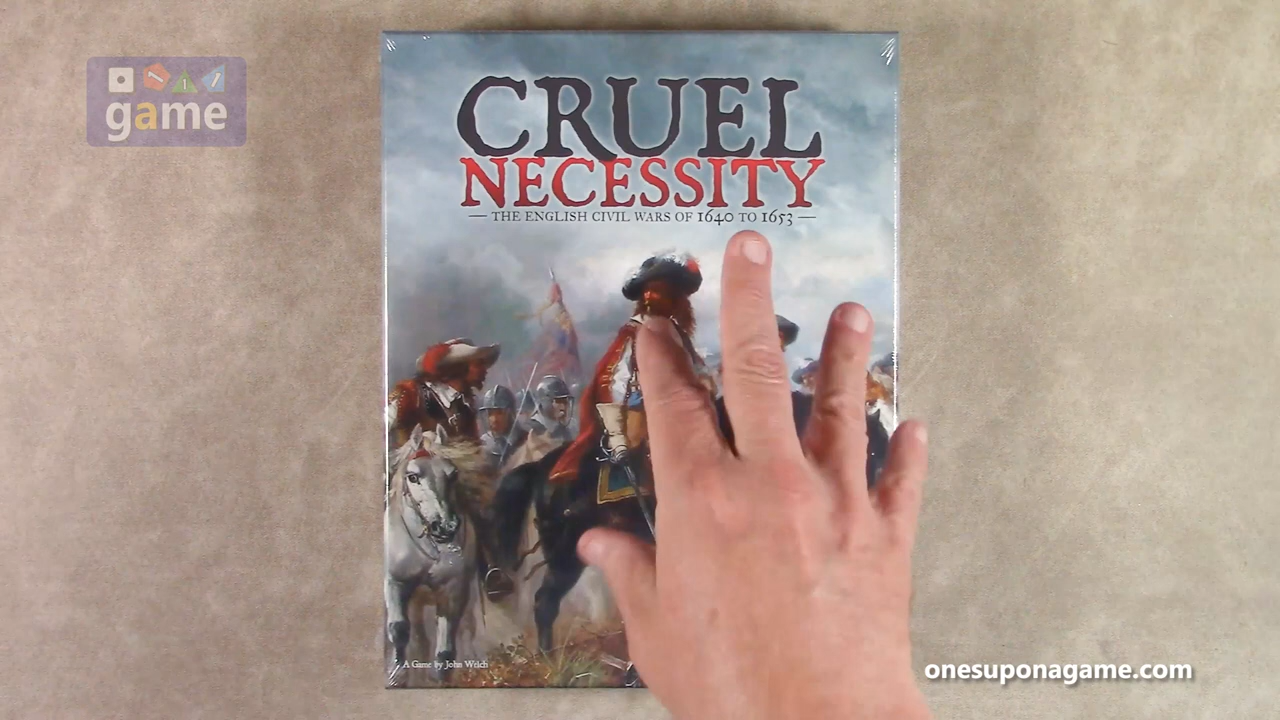 game
CRUEL
NECESSITY
— THE ENGLISH CIVIL WARS OF 1640 TO 1653 —
A Game by John Welch
onesuponagame.com